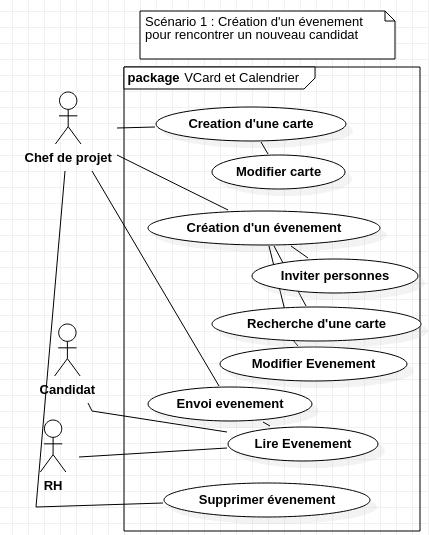 Scénario 1 : Création d'un évenement
pour rencontrer un nouveau candidat
package VCard et Calendrier
Creation d'une carte
Chef de projet
Modifier carte
Création d'un évenement
Inviter personnes
Recherche d'une carte
Modifier Evenement
Candidat
Envoi evenement
Lire Evenement
RH
Supprimer évenement